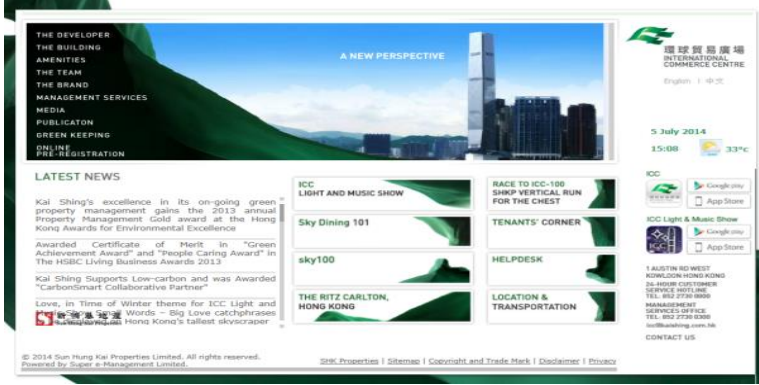 THE DEVELOPER
THE BUILDING
AMENITIES
THE TEAM
THE BRAND
MANAGEMENT SERVICES
MEDIA
PUBLICATON
GREEN KEEPING
ONLINE
PRE-REGISTRATION
A NEW PERSPECTIVE
環球貿易廣場
INTERNATIONAL
COMMERCE CENTRE
English | 中文
5 July 2014
15:08 33°c
LATEST NEWS
Kai Shing's excellence in its on-going green
property management gains the 2013 annual
Property Management Gold award at the Hong
Kong Awards for Environmental Excellence
Awarded Certificate of Merit in "Green
Achievement Award" and "People Caring Award" in
The HSBC Living Business Awards 2013
Kai Shing Supports Low-carbon and was Awarded
"CarbonSmart Collaborative Partner"
Love, in Time of Winter theme for ICC Light and
Words – Big Love catchphrases
Hong Kong's tallest skyscraper
ICC
LIGHT AND MUSIC SHOW
RACE TO ICC-100
SHKP VERTICAL RUN
FOR THE CHEST
Sky Dining 101
TENANTS' CORNER
sky100
HELPDESK
THE RITZ CARLTON,
HONG KONG
LOCATION &
TRANSPORTATION
ICC
Google play
App Store
ICC Light & Music Show
ICC
Google play
App Store
1 AUSTIN RD WEST
KOWLOON HONG KONG
24-HOUR CUSTOMER
SERVICE HOTLINE
TEL: 852 2730 0800
MANAGEMENT
SERVICES OFFICE
TEL: 852 2730 0300
icc@kaishing.com.hk
CONTACT US
© 2014 Sun Hung Kai Properties Limited. All rights reserved.
Powered by Super e-Management Limited.
SHK Properties | Sitemap | Copyright and Trade Mark | Disclaimer | Privacy